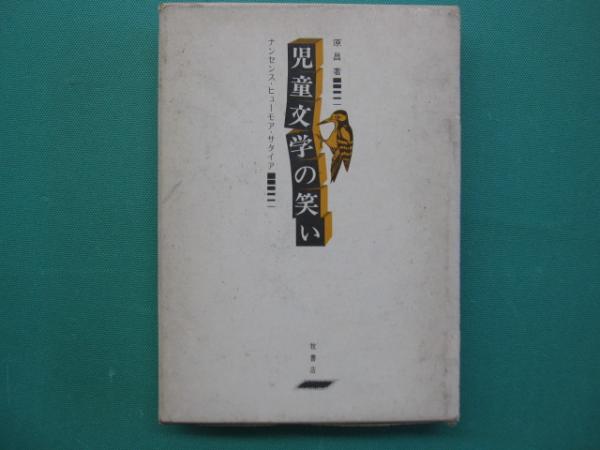 原昌著
児童文学の笑い
ナンセンス・ヒューモア・サタイア
牧書店